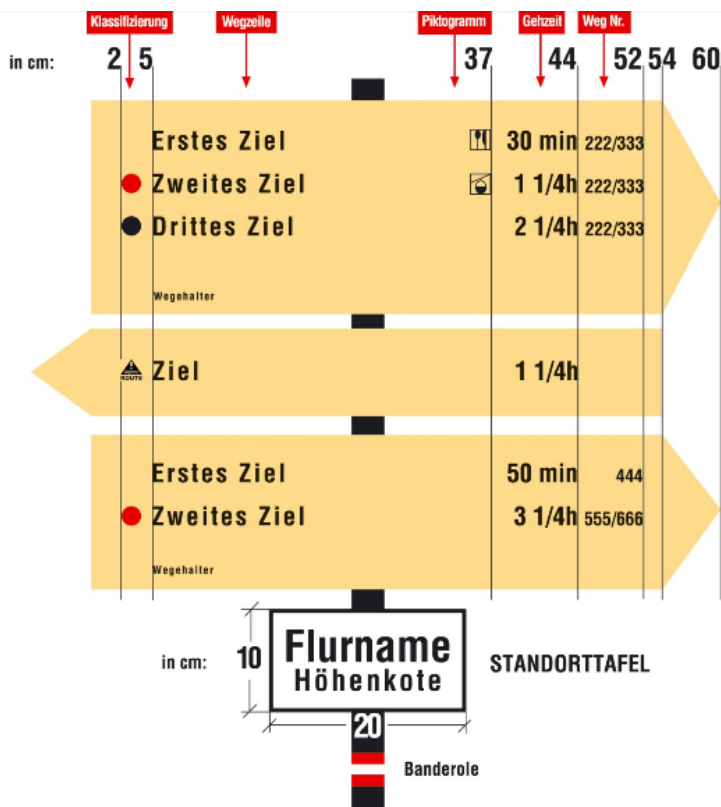 Klassifizierung Wegzeile Piktogramm Gehzeit Weg Nr.
in cm: 2 5 37 44 52 54 60
Erstes Ziel 30 min 222/333
Zweites Ziel 1 1/4h 222/333
Drittes Ziel 2 1/4h 222/333
Wegehalter
ROUTE Ziel 1 1/4h
Erstes Ziel 50 min 444
Zweites Ziel 3 1/4h 555/666
Wegehalter
in cm: 10 Flurname
Höhenkote
STANDORTTAFEL
20
Banderole